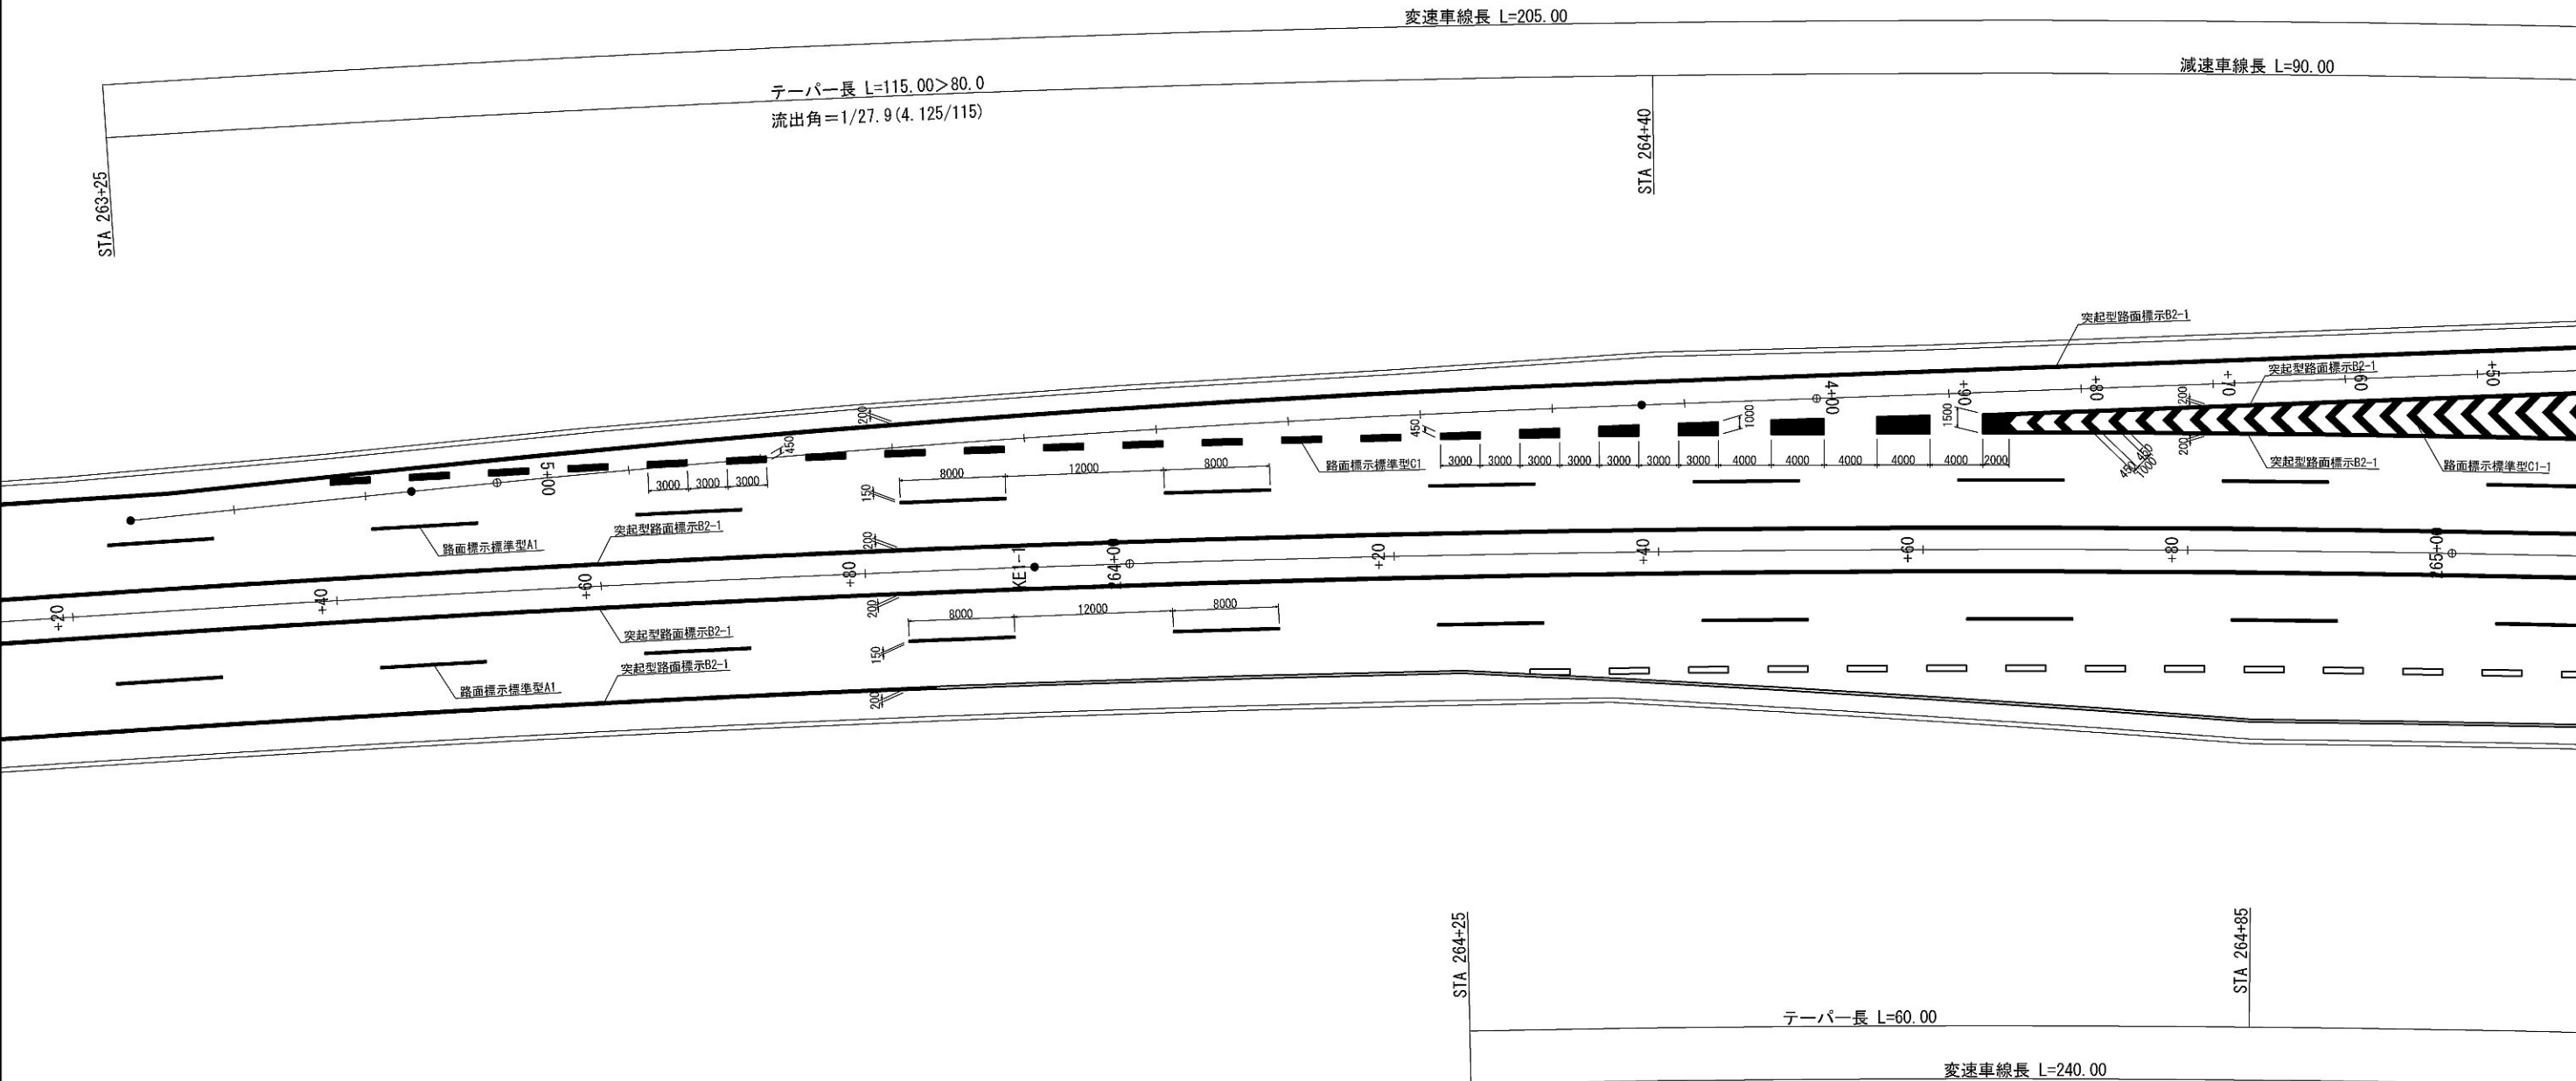 変速車線長 L=205.00
減速車線長 L=90.00
テーパー長 L=115.00>80.0
流出角=1/27.9(4.125/115)
STA 263+25
STA 264+40
突起型路面標示B2-1
突起型路面標示B2-1
+50
60
+70
+80
+90
4+00
200
200
1500
1000
450
450
200
5+00
3000
3000
3000
3000
3000
3000
3000
3000
3000
3000
4000
4000
4000
4000
4000
2000
路面標示標準型C1
450
450
1000
200
突起型路面標示B2-1
路面標示標準型C1-1
8000
12000
8000
150
突起型路面標示B2-1
路面標示標準型A1
200
+20
+40
+60
+80
KE1-1
264+00
+20
+40
+60
+80
265+00
200
8000
12000
8000
150
突起型路面標示B2-1
突起型路面標示B2-1
路面標示標準型A1
200
STA 264+25
STA 264+85
テーパー長 L=60.00
変速車線長 L=240.00